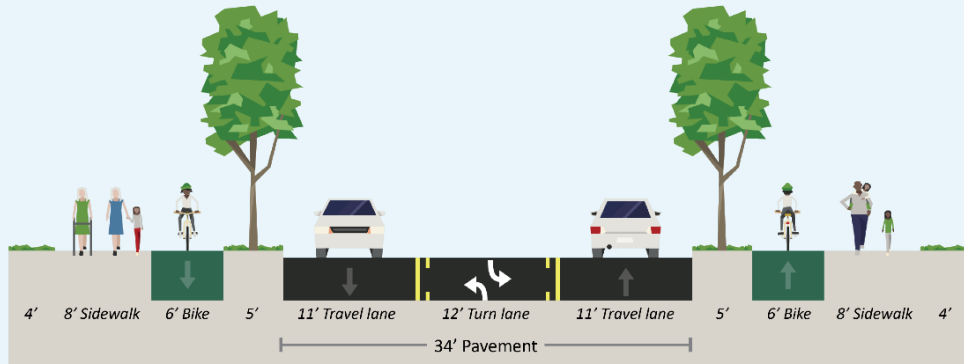 4’ 8’ Sidewalk 6’ Bike 5’ 11’ Travel lane 12’ Turn lane 11’ Travel lane 5’ 6’ Bike 8’ Sidewalk 4’
34’ Pavement